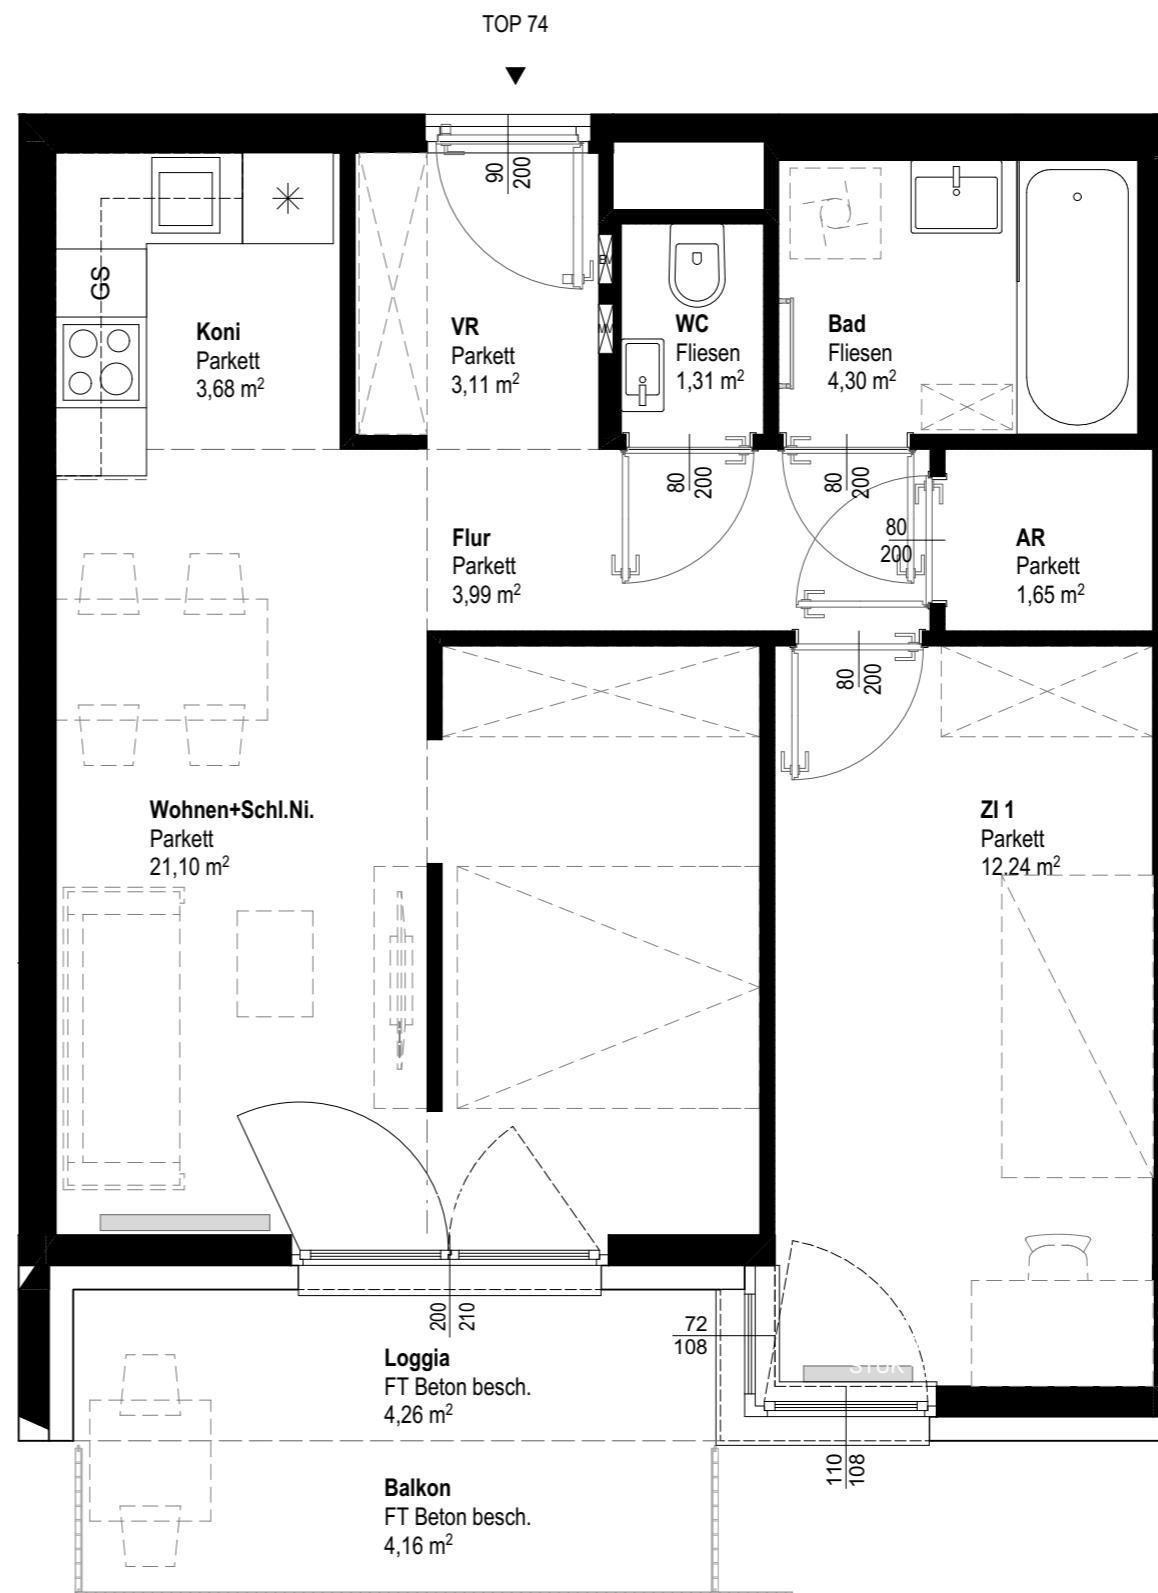 TOP 74
90
200
GS
Koni
Parkett
3,68 m²
VR
Parkett
3,11 m²
WC
Fliesen
1,31 m²
Bad
Fliesen
4,30 m²
80
200
80
200
80
200
Flur
Parkett
3,99 m²
AR
Parkett
1,65 m²
80
200
Wohnen+Schl.Ni.
Parkett
21,10 m²
ZI 1
Parkett
12,24 m²
200
210
72
108
STUK
Loggia
FT Beton besch.
4,26 m²
110
108
Balkon
FT Beton besch.
4,16 m²